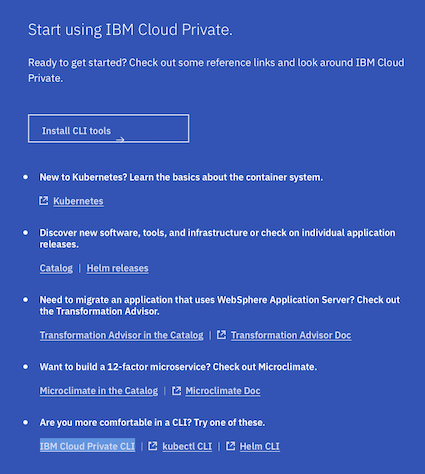 Start using IBM Cloud Private.
Ready to get started? Check out some reference links and look around IBM Cloud
Private.
Install CLI tools
New to Kubernetes? Learn the basics about the container system.
Kubernetes
Discover new software, tools, and infrastructure or check on individual application
releases.
Catalog | Helm releases
Need to migrate an application that uses WebSphere Application Server? Check out
the Transformation Advisor.
Transformation Advisor in the Catalog | Transformation Advisor Doc
Want to build a 12-factor microservice? Check out Microclimate.
Microclimate in the Catalog | Microclimate Doc
Are you more comfortable in a CLI? Try one of these.
IBM Cloud Private CLI | kubectl CLI | Helm CLI